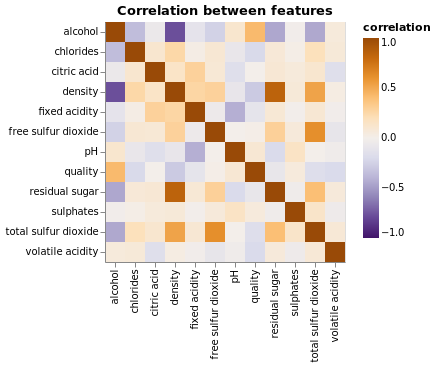 Correlation between features
alcohol
chlorides
citric acid
density
fixed acidity
free sulfur dioxide
pH
quality
residual sugar
sulphates
total sulfur dioxide
volatile acidity
alcohol
chlorides
citric acid
density
fixed acidity
free sulfur dioxide
pH
quality
residual sugar
sulphates
total sulfur dioxide
volatile acidity
correlation
1.0
0.5
0.0
−0.5
−1.0